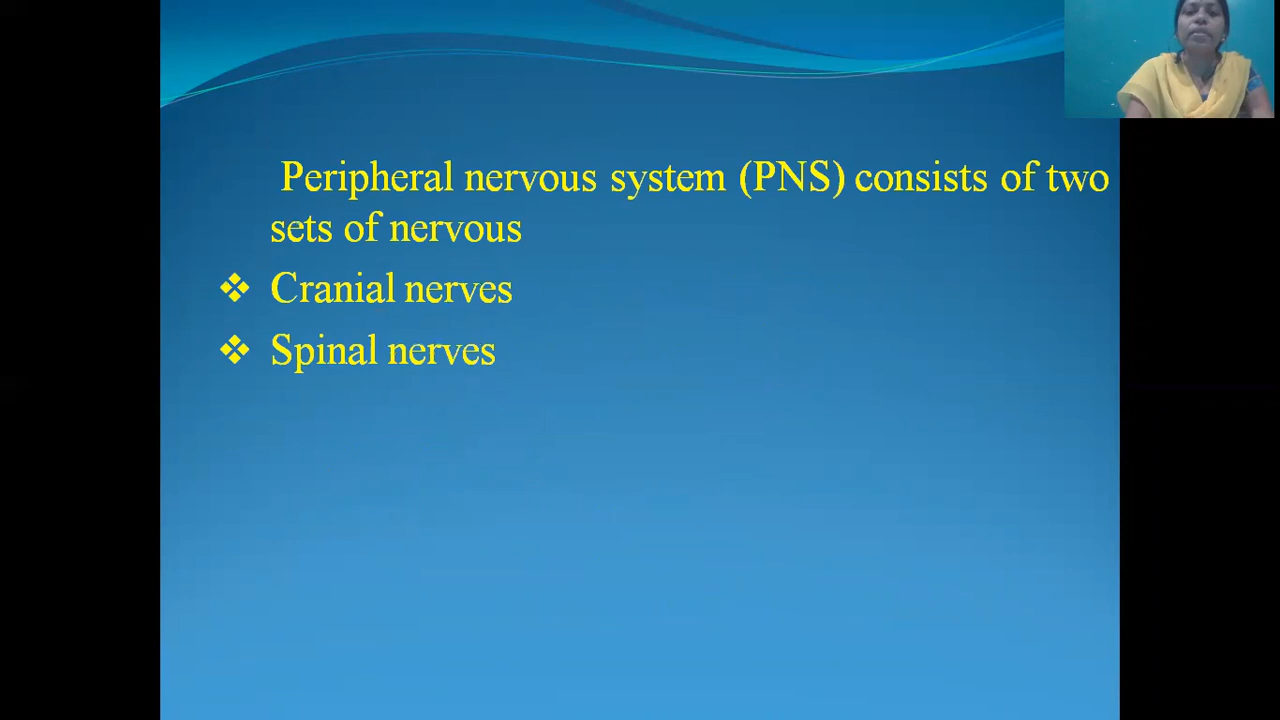 Peripheral nervous system (PNS) consists of two
sets of nervous
❖ Cranial nerves
❖ Spinal nerves